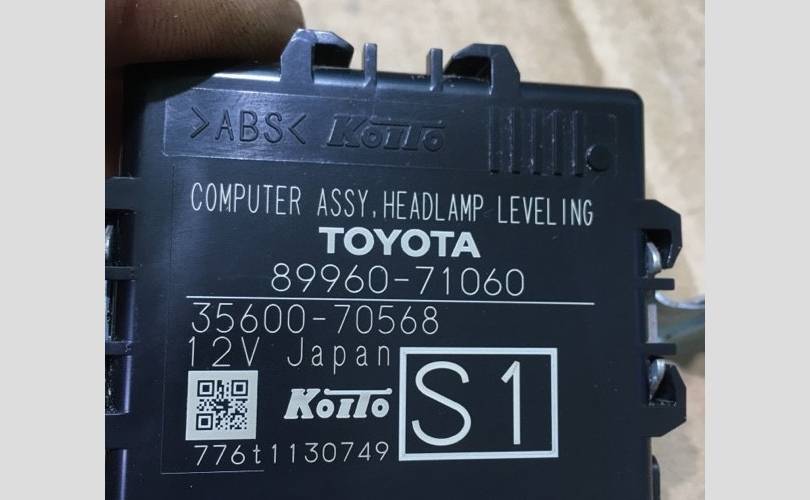 >ABS< KOITO
COMPUTER ASSY,HEADLAMP LEVELING
TOYOTA
89960-71060
35600-70568
12V Japan
KOITO S1
776t1130749